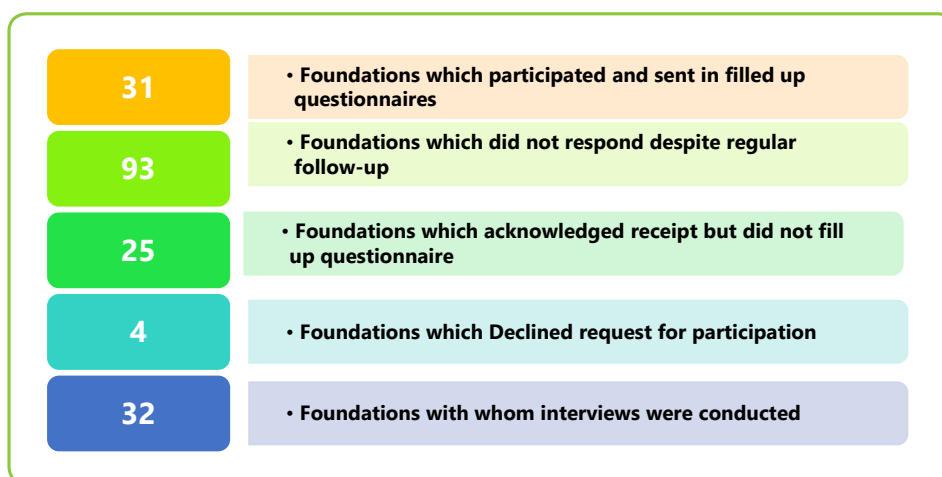 31
• Foundations which participated and sent in filled up
questionnaires
93
• Foundations which did not respond despite regular
follow-up
25
• Foundations which acknowledged receipt but did not fill
up questionnaire
4
• Foundations which Declined request for participation
32
• Foundations with whom interviews were conducted